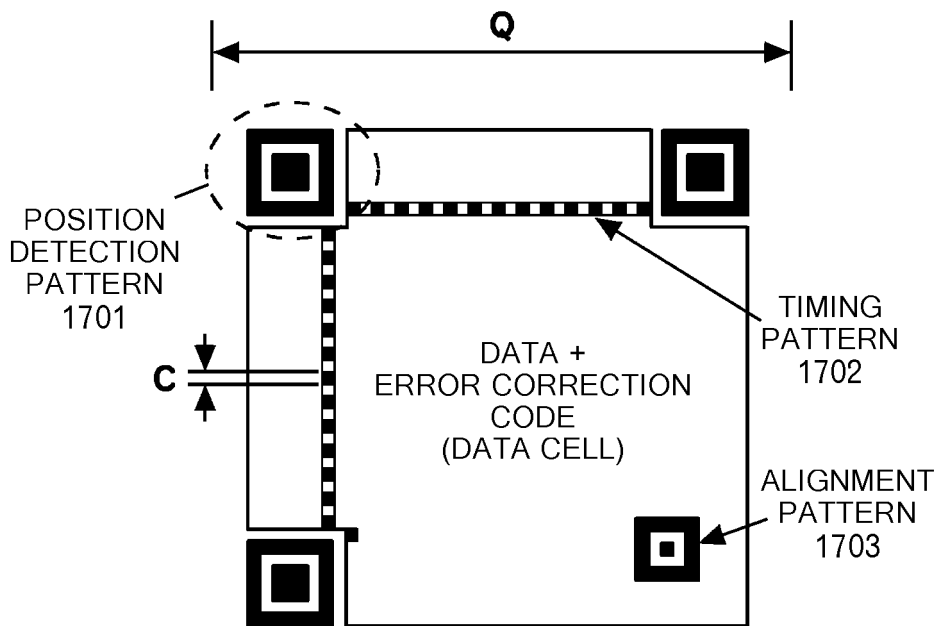 Q
POSITION
DETECTION
PATTERN
1701
C
TIMING
PATTERN
1702
DATA +
ERROR CORRECTION
CODE
(DATA CELL)
ALIGNMENT
PATTERN
1703